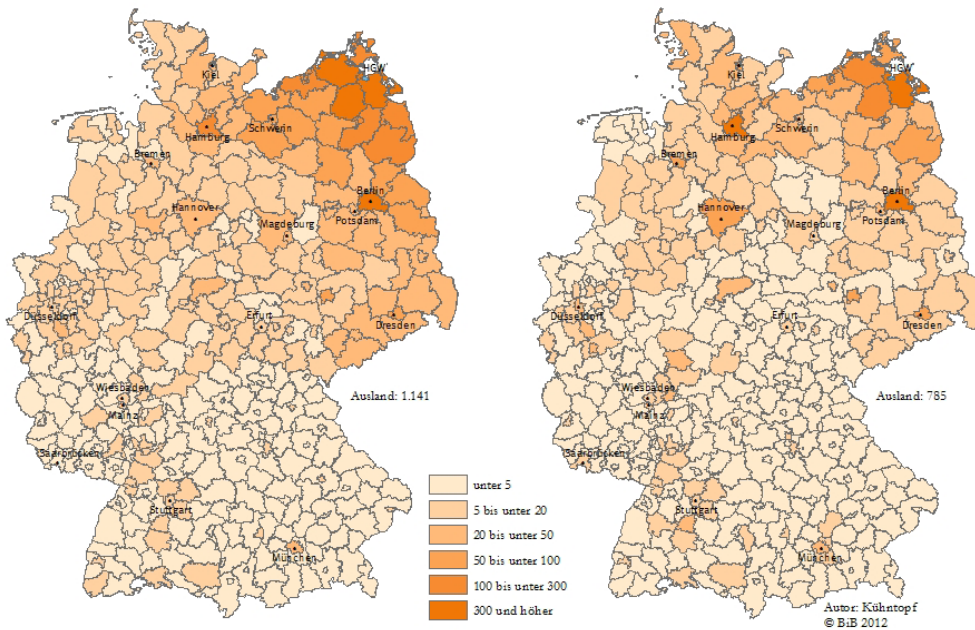 Kiel
HGW
Schwerin
Hamburg
Bremen
Berlin
Hannover
Potsdam
Magdeburg
Düsseldorf
Erfurt
Dresden
Wiesbaden
Mainz
Ausland: 1.141
Saarbrücken
Stuttgart
München
Kiel
HGW
Schwerin
Hamburg
Bremen
Berlin
Hannover
Potsdam
Magdeburg
Düsseldorf
Erfurt
Dresden
Wiesbaden
Mainz
Ausland: 785
Saarbrücken
Stuttgart
München
unter 5
5 bis unter 20
20 bis unter 50
50 bis unter 100
100 bis unter 300
300 und höher
Autor: Kühntopf
© BiB 2012